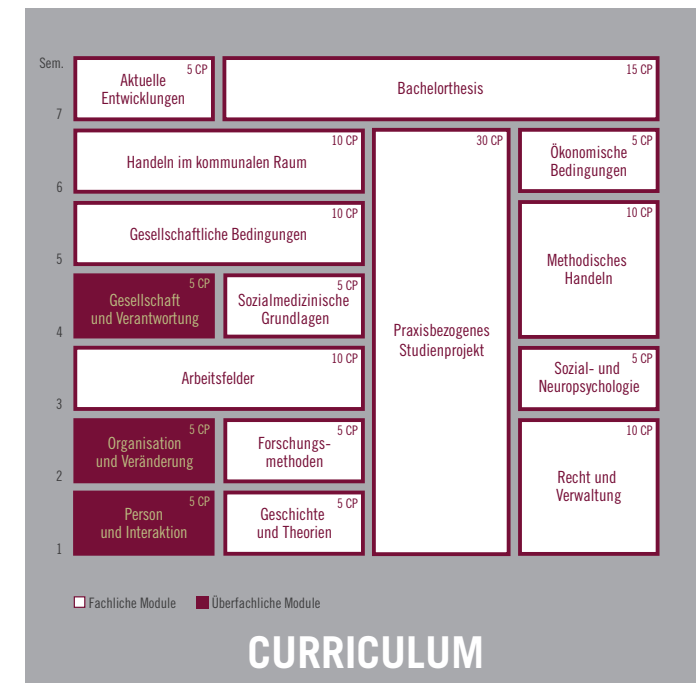 Sem.
5 CP
Aktuelle
Entwicklungen
15 CP
Bachelorthesis
7
10 CP
Handeln im kommunalen Raum
30 CP
Praxisbezogenes
Studienprojekt
5 CP
Ökonomische
Bedingungen
6
10 CP
Gesellschaftliche Bedingungen
10 CP
Methodisches
Handeln
5
5 CP
Gesellschaft
und Verantwortung
5 CP
Sozialmedizinische
Grundlagen
4
10 CP
Arbeitsfelder
5 CP
Sozial- und
Neuropsychologie
3
5 CP
Organisation
und Veränderung
5 CP
Forschungs-
methoden
10 CP
Recht und
Verwaltung
2
5 CP
Person
und Interaktion
5 CP
Geschichte
und Theorien
1
Fachliche Module Überfachliche Module
CURRICULUM